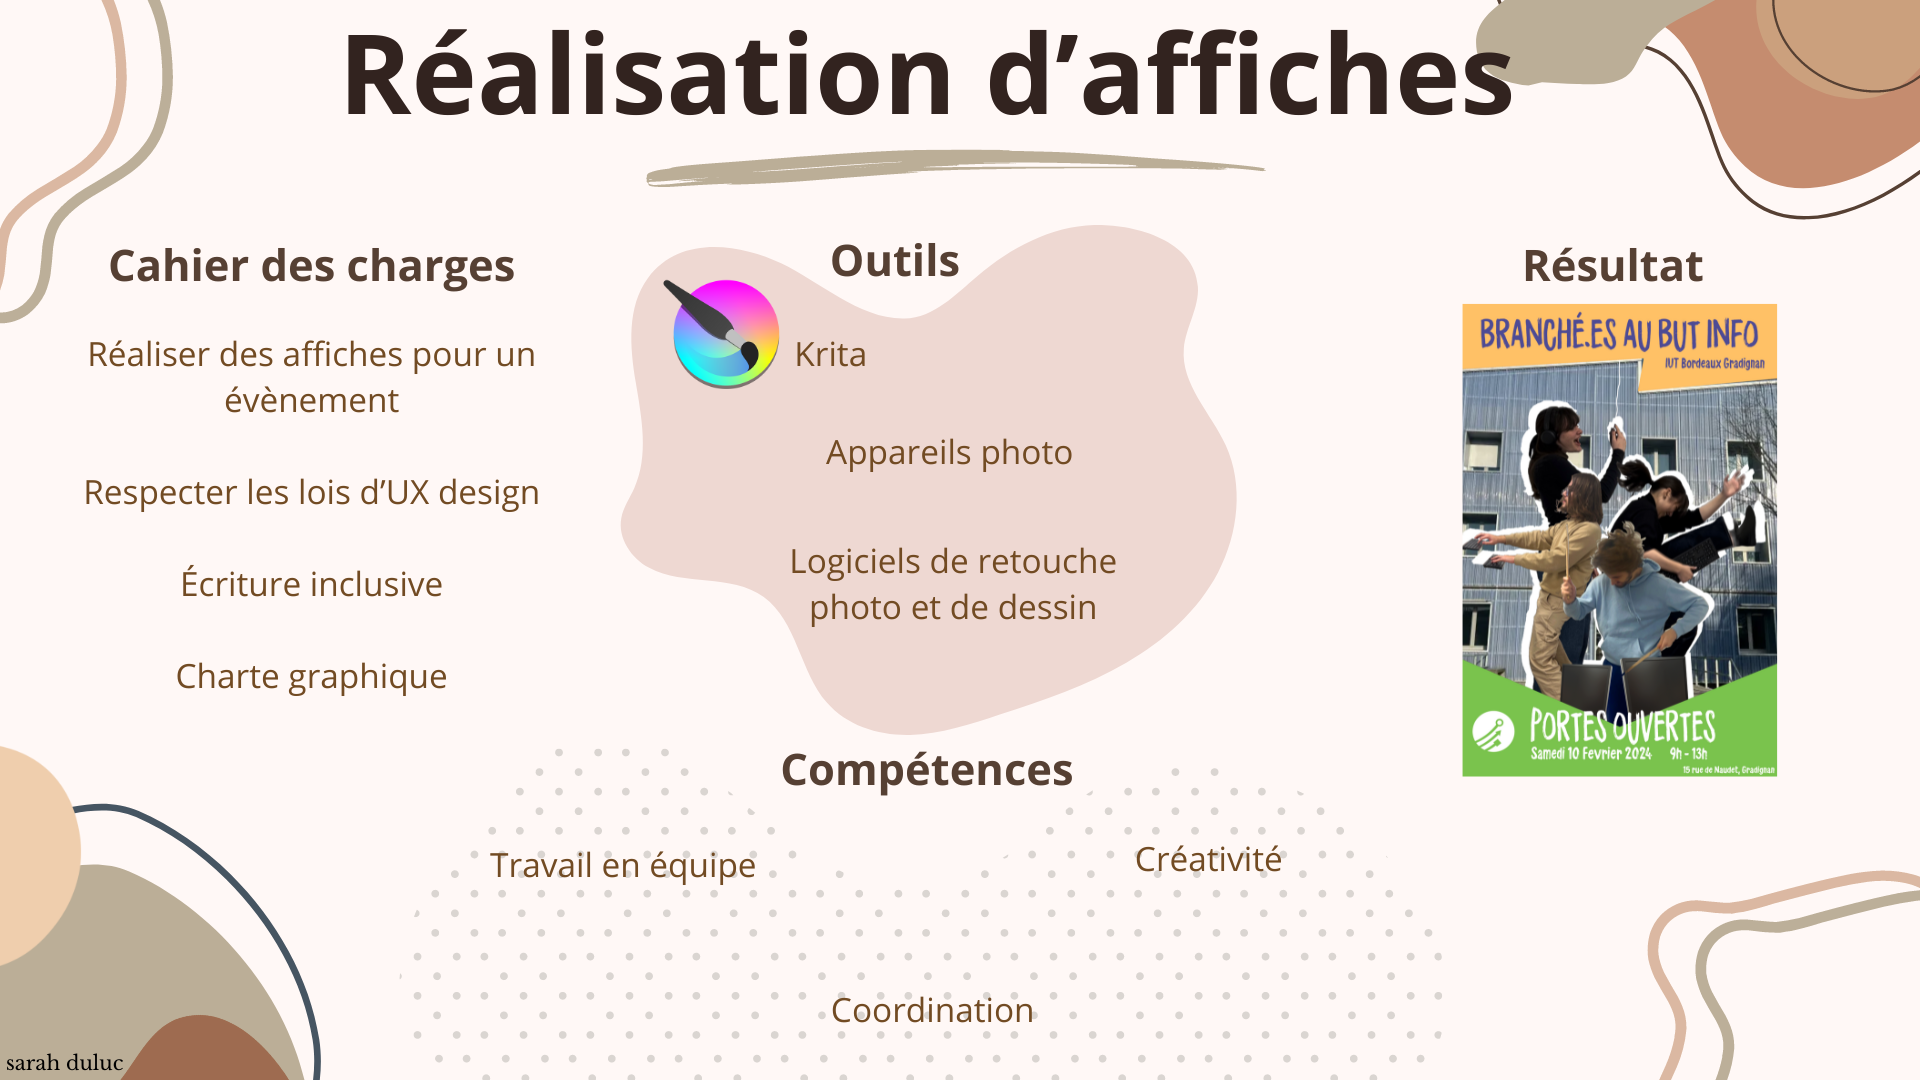 Réalisation d’affiches
Cahier des charges
Réaliser des affiches pour un
évènement
Respecter les lois d’UX design
Écriture inclusive
Charte graphique
Outils
Krita
Appareils photo
Logiciels de retouche
photo et de dessin
Résultat
BRANCHÉ.ES AU BUT INFO
IUT Bordeaux Gradignan
PORTES OUVERTES
Samedi 10 Fevrier 2024 9h - 13h
15 rue de Naudet, Gradignan
Compétences
Travail en équipe
Créativité
Coordination
sarah duluc